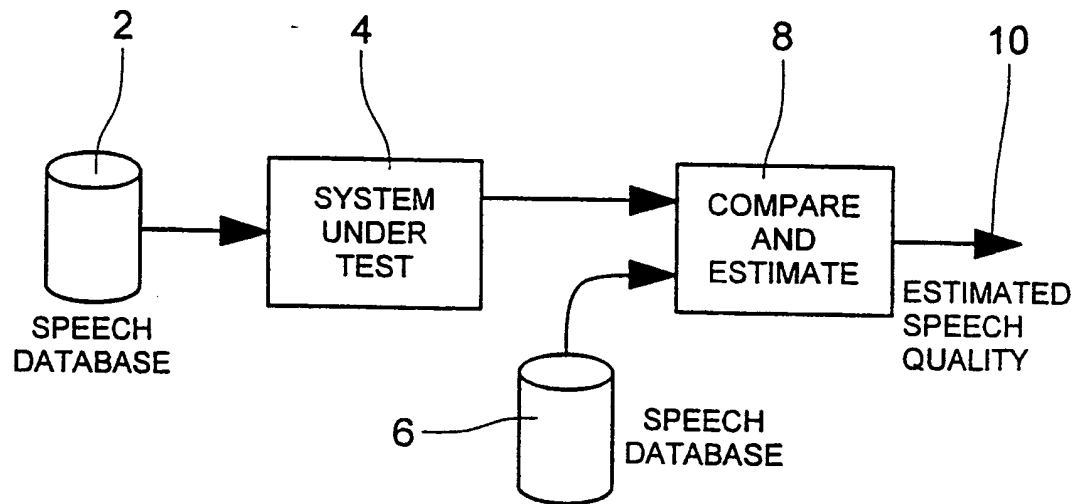 2
4
8
10
SYSTEM
UNDER
TEST
COMPARE
AND
ESTIMATE
SPEECH
DATABASE
ESTIMATED
SPEECH
QUALITY
6
SPEECH
DATABASE